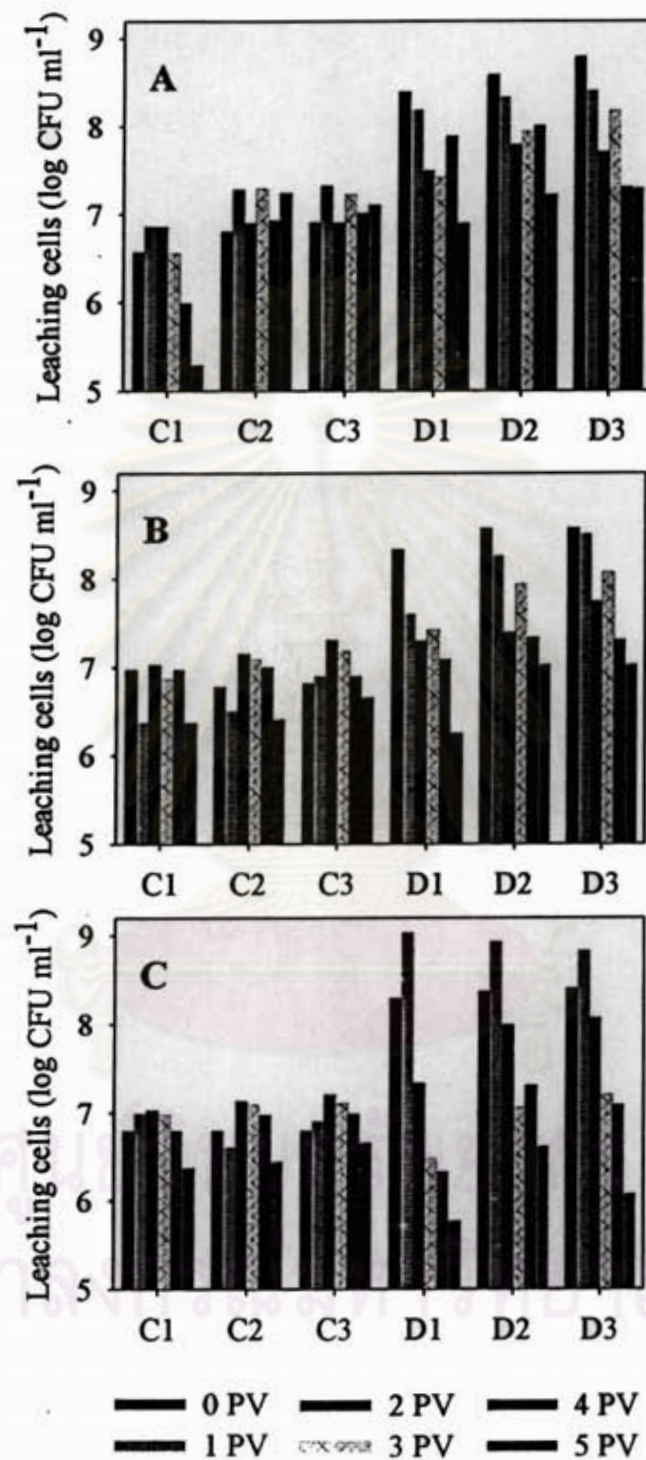 9
8
7
6
5
Leaching cells (log CFU ml⁻¹)
A
C1 C2 C3 D1 D2 D3
9
8
7
6
5
Leaching cells (log CFU ml⁻¹)
B
C1 C2 C3 D1 D2 D3
9
8
7
6
5
Leaching cells (log CFU ml⁻¹)
C
C1 C2 C3 D1 D2 D3
0 PV 2 PV 4 PV
1 PV 3 PV 5 PV